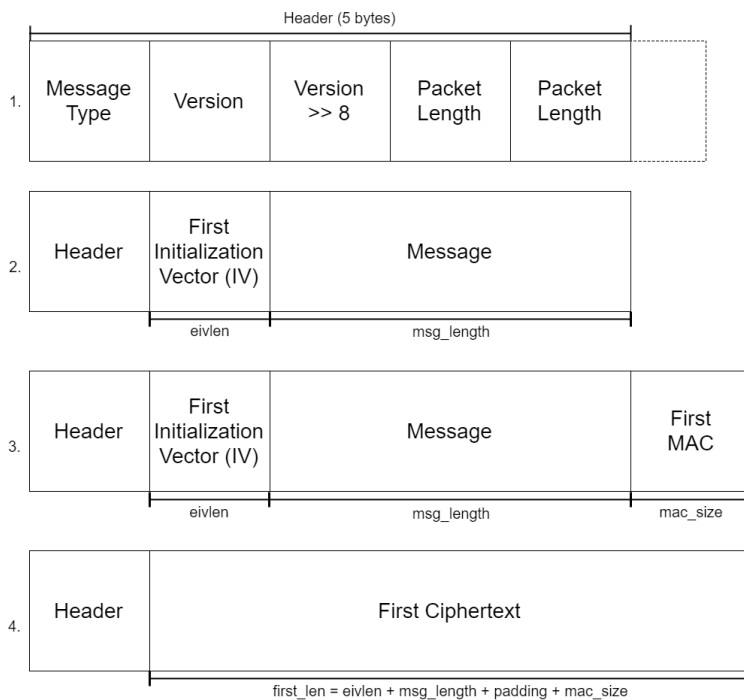 Header (5 bytes)
1.
Message
Type
Version
Version
>> 8
Packet
Length
Packet
Length
2.
Header
First
Initialization
Vector (IV)
Message
eivlen
msg_length
3.
Header
First
Initialization
Vector (IV)
Message
First
MAC
eivlen
msg_length
mac_size
4.
Header
First Ciphertext
first_len = eivlen + msg_length + padding + mac_size